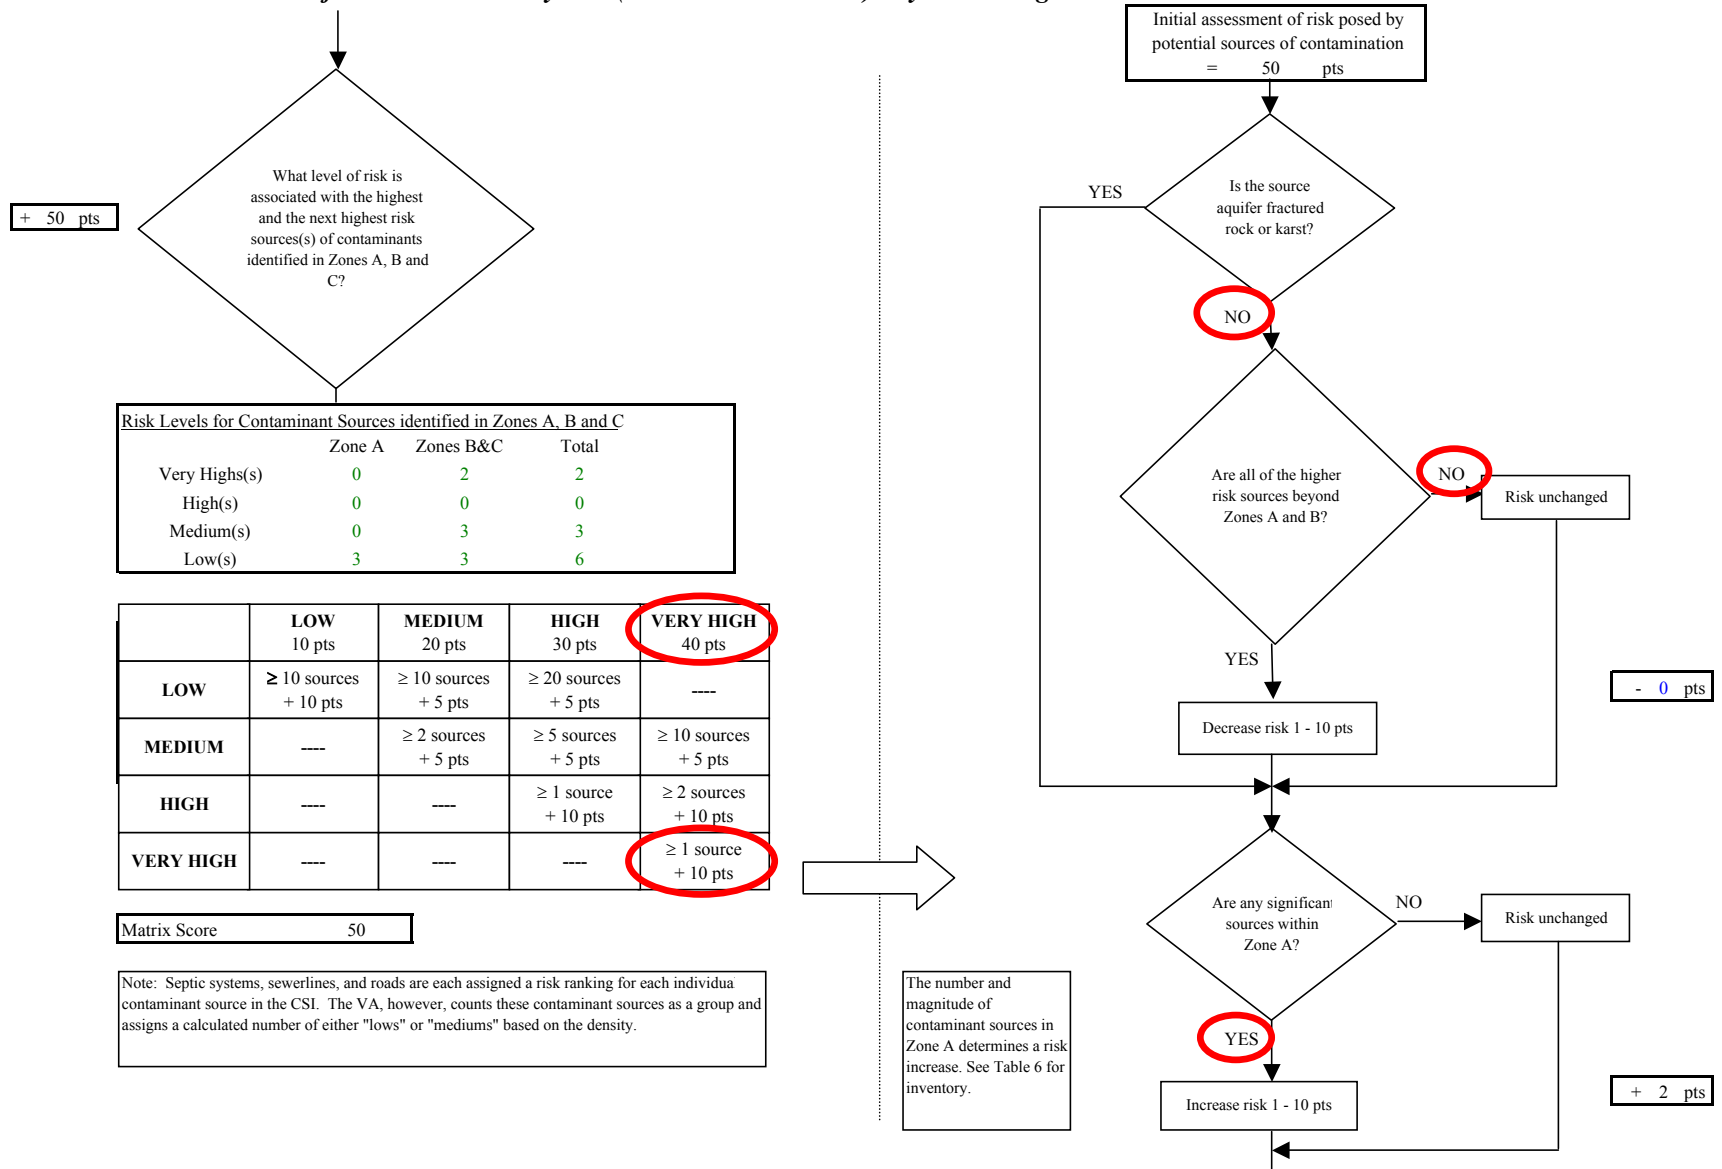 Initial assessment of risk posed by
potential sources of contamination
= 50 pts
What level of risk is
associated with the highest
and the next highest risk
sources(s) of contaminants
identified in Zones A, B and
C?
+ 50 pts
Risk Levels for Contaminant Sources identified in Zones A, B and C
Zone A Zones B&C Total
Very Highs(s) 0 2 2
High(s) 0 0 0
Medium(s) 0 3 3
Low(s) 3 3 6
LOW MEDIUM HIGH VERY HIGH
10 pts 20 pts 30 pts 40 pts
LOW ≥ 10 sources ≥ 10 sources ≥ 20 sources ----
+ 10 pts + 5 pts + 5 pts
MEDIUM ---- ≥ 2 sources ≥ 5 sources ≥ 10 sources
+ 5 pts + 5 pts + 5 pts
HIGH ---- ---- ≥ 1 source ≥ 2 sources
+ 10 pts + 10 pts
VERY HIGH ---- ---- ---- ≥ 1 source
+ 10 pts
Matrix Score 50
Note: Septic systems, sewerlines, and roads are each assigned a risk ranking for each individua
contaminant source in the CSI. The VA, however, counts these contaminant sources as a group and
assigns a calculated number of either "lows" or "mediums" based on the density.
YES
Is the source
aquifer fractured
rock or karst?
NO
Are all of the higher
risk sources beyond
Zones A and B?
NO
Risk unchanged
YES
- 0 pts
Decrease risk 1 - 10 pts
Are any significant
sources within
Zone A?
NO
Risk unchanged
The number and
magnitude of
contaminant sources in
Zone A determines a risk
increase. See Table 6 for
inventory.
YES
+ 2 pts
Increase risk 1 - 10 pts